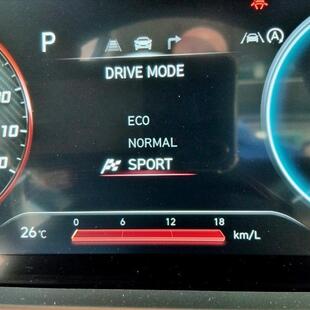 P
DRIVE MODE
ECO
NORMAL
SPORT
0 6 12 18
26°C
km/L